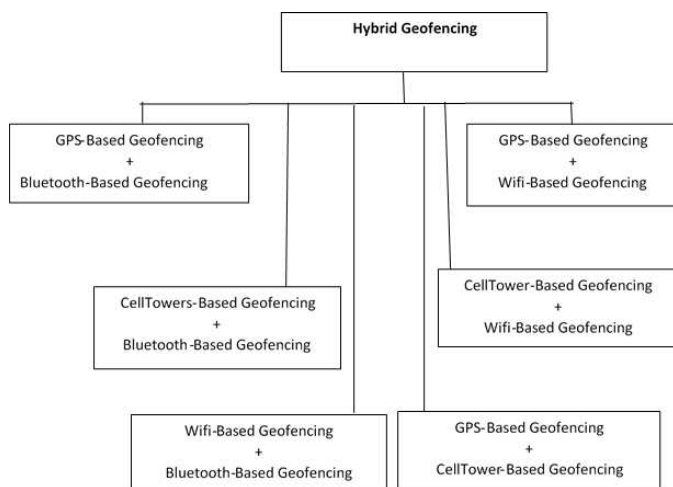 Hybrid Geofencing
GPS-Based Geofencing
+
Bluetooth-Based Geofencing
GPS-Based Geofencing
+
Wifi-Based Geofencing
CellTowers-Based Geofencing
+
Bluetooth-Based Geofencing
CellTower-Based Geofencing
+
Wifi-Based Geofencing
Wifi-Based Geofencing
+
Bluetooth-Based Geofencing
GPS-Based Geofencing
+
CellTower-Based Geofencing